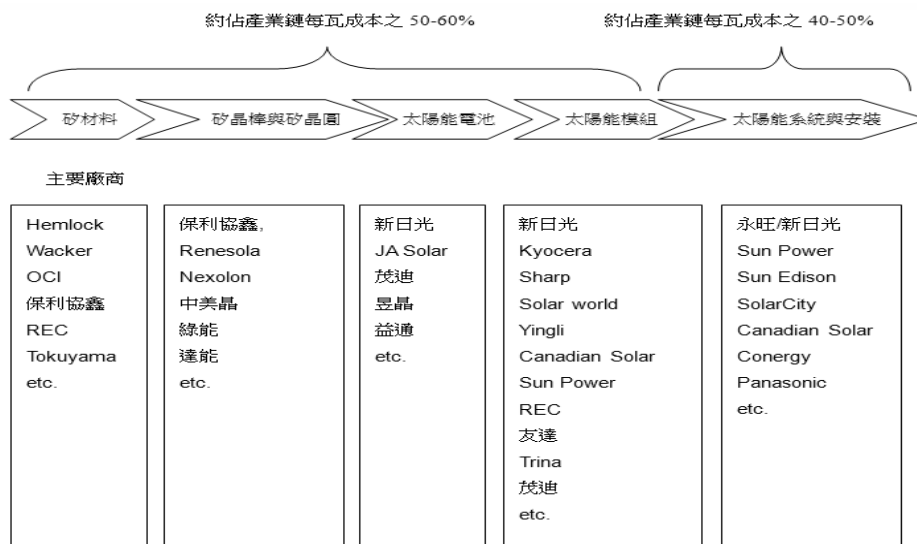 約佔產業鏈每瓦成本之 50-60%
約佔產業鏈每瓦成本之 40-50%
矽材料
矽晶棒與矽晶圓
太陽能電池
太陽能模組
太陽能系統與安裝
主要廠商
Hemlock
Wacker
OCI
保利協鑫
REC
Tokuyama
etc.
保利協鑫,
Renesola
Nexolon
中美晶
綠能
達能
etc.
新日光
JA Solar
茂迪
昱晶
益通
etc.
新日光
Kyocera
Sharp
Solar world
Yingli
Canadian Solar
Sun Power
REC
友達
Trina
茂迪
etc.
永旺/新日光
Sun Power
Sun Edison
SolarCity
Canadian Solar
Conergy
Panasonic
etc.